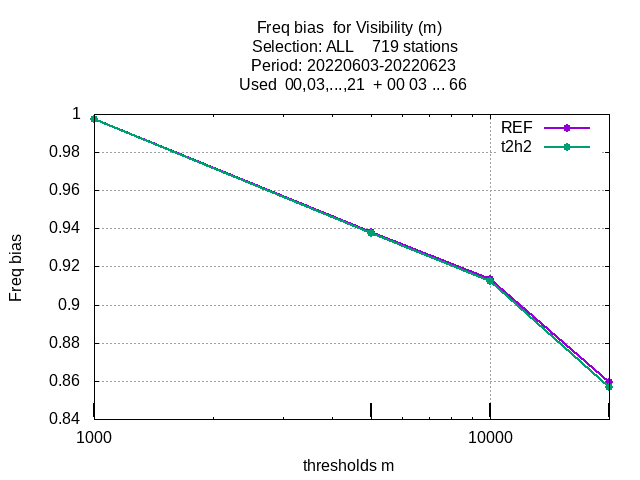 Freq bias  for Visibility (m)
Selection: ALL    719 stations
Period: 20220603-20220623
Used  00,03,...,21  + 00 03 ... 66
REF
t2h2
1
0.98
0.96
0.94
0.92
0.9
0.88
0.86
0.84
Freq bias
1000
10000
thresholds m